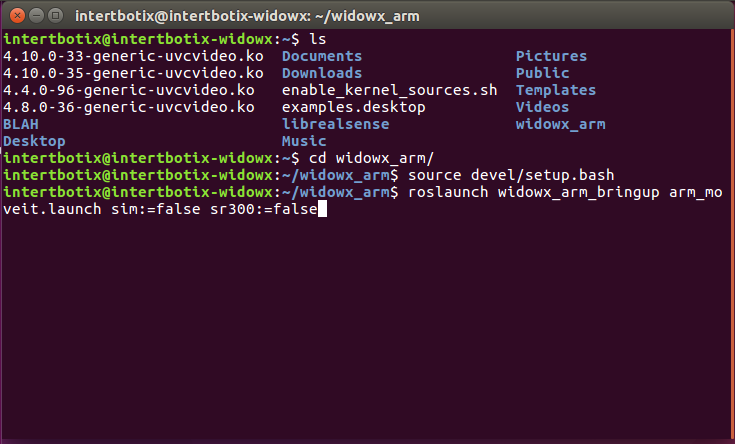 intertbotix@intertbotix-widowx: ~/widowx_arm
intertbotix@intertbotix-widowx:~$ ls
4.10.0-33-generic-uvcvideo.ko  Documents                  Pictures
4.10.0-35-generic-uvcvideo.ko  Downloads                  Public
4.4.0-96-generic-uvcvideo.ko   enable_kernel_sources.sh  Templates
4.8.0-36-generic-uvcvideo.ko   examples.desktop          Videos
BLAH                           librealsense              widowx_arm
Desktop                        Music
intertbotix@intertbotix-widowx:~$ cd widowx_arm/
intertbotix@intertbotix-widowx:~/widowx_arm$ source devel/setup.bash
intertbotix@intertbotix-widowx:~/widowx_arm$ roslaunch widowx_arm_bringup arm_mo
veit.launch sim:=false sr300:=false